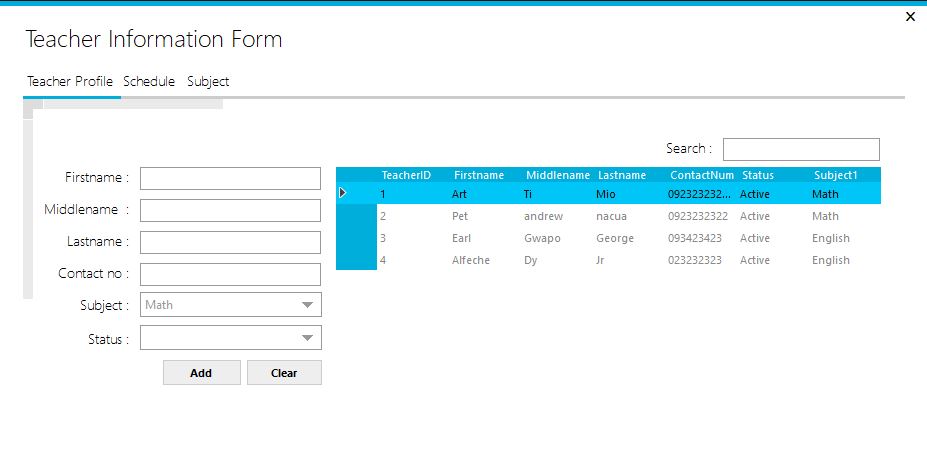 Teacher Information Form
Teacher Profile Schedule Subject
Search :
Firstname :
Middlename :
Lastname :
Contact no :
Subject : Math
Status :
Add Clear
TeacherID Firstname Middlename Lastname ContactNum Status Subject1
1 Art Ti Mio 092323232... Active Math
2 Pet andrew nacua 0923232322 Active Math
3 Earl Gwapo George 093423423 Active English
4 Alfeche Dy Jr 023232323 Active English